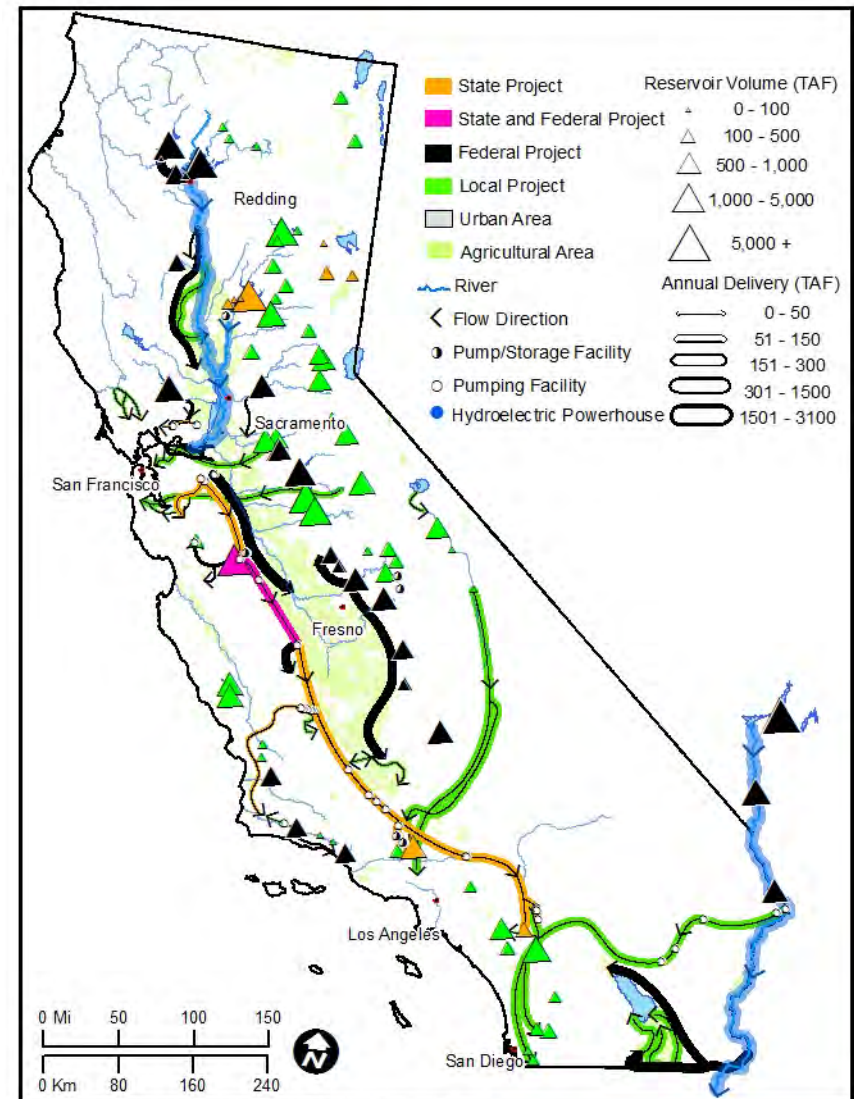 State Project
State and Federal Project
Federal Project
Local Project
Urban Area
Agricultural Area
River
Flow Direction
Pump/Storage Facility
Pumping Facility
Hydroelectric Powerhouse
Reservoir Volume (TAF)
0 - 100
100 - 500
500 - 1,000
1,000 - 5,000
5,000 +
Annual Delivery (TAF)
0 - 50
51 - 150
151 - 300
301 - 1500
1501 - 3100
Redding
Sacramento
San Francisco
Fresno
Los Angeles
San Diego
0 Mi 50 100 150
0 Km 80 160 240
N